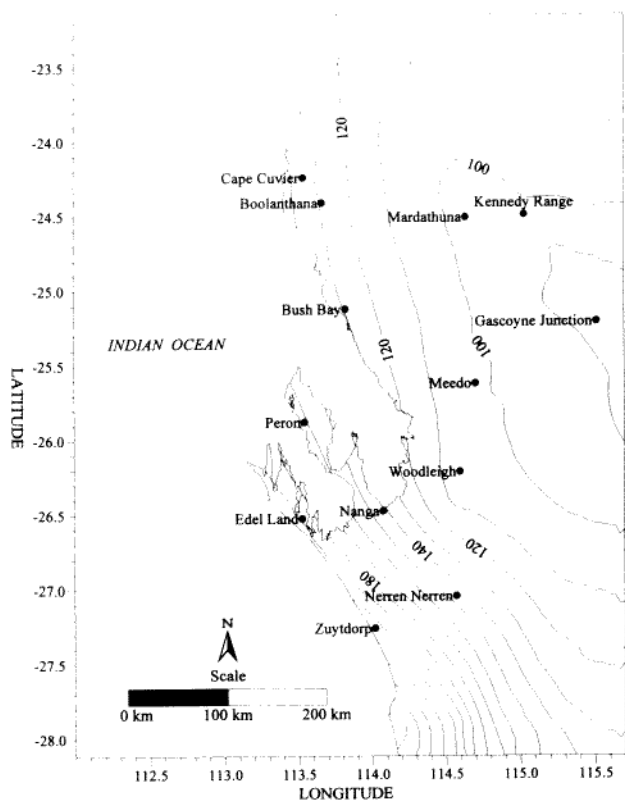 -23.5
120
-24.0
100
Cape Cuvier
Kennedy Range
Boolanthana
Mardathuna
-24.5
-25.0
Bush Bay
Gascoyne Junction
INDIAN OCEAN
120
100
-25.5
LATITUDE
Meedo
Peron
-26.0
Woodleigh
-26.5
Edel Land
Nanga
140
120
180
-27.0
Nerren Nerren
Zuytdorp
N
-27.5
Scale
0 km 100 km 200 km
-28.0
112.5 113.0 113.5 114.0 114.5 115.0 115.5
LONGITUDE